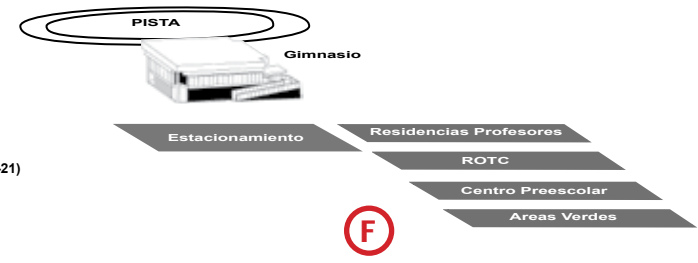 PISTA
Gimnasio
Estacionamiento
Residencias Profesores
ROTC
-21)
Centro Preescolar
Areas Verdes
F